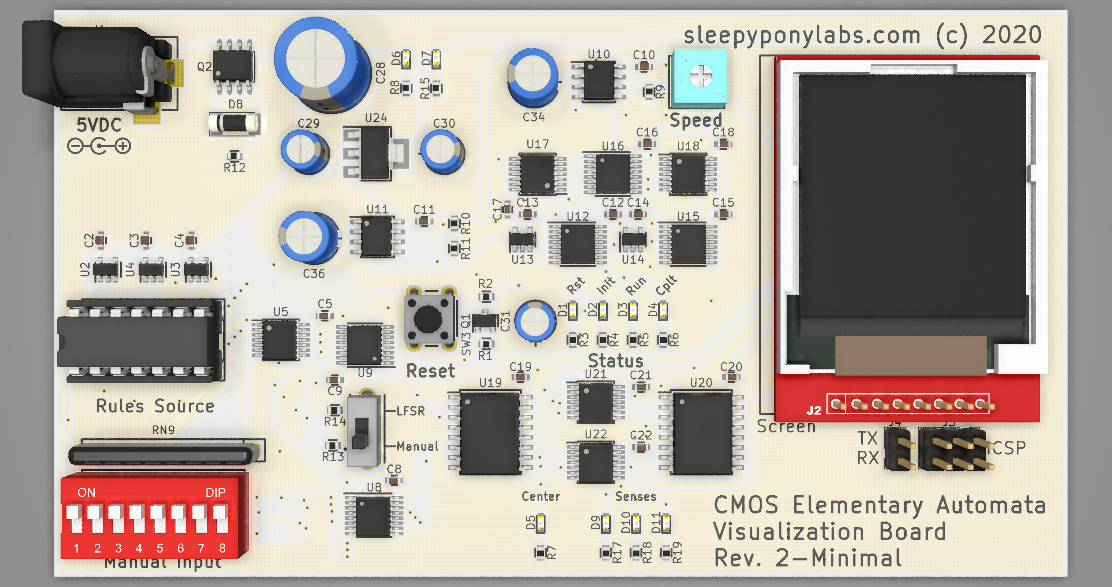 sleepyponylabs.com (c) 2020
Q2
C28
D6
D7
R8
R15
C34
U10
C10
R9
Speed
5VDC
D8
R12
C29
U24
C30
U17
C16
U16
U18
C18
C17
C13
U12
C12
C14
U15
C15
U13
U14
C36
U11
C11
R10
R11
C2
C3
C4
U2
U4
U3
Rst
Init
Run
Cplt
D1
D2
D3
D4
R3
R4
R5
R6
Status
U5
C5
U9
SW3
Q1
R2
R1
C31
Reset
Rules Source
C9
R14
R13
LFSR
Manual
C8
U8
RN9
ON
DIP
1 2 3 4 5 6 7 8
Manual Input
U19
C19
U21
C21
U20
C20
U22
C22
Center
Senses
D5
D9
D10
D11
R7
R17
R18
R19
J2
Screen
TX
RX
CMOS Elementary Automata
Visualization Board
Rev. 2-Minimal